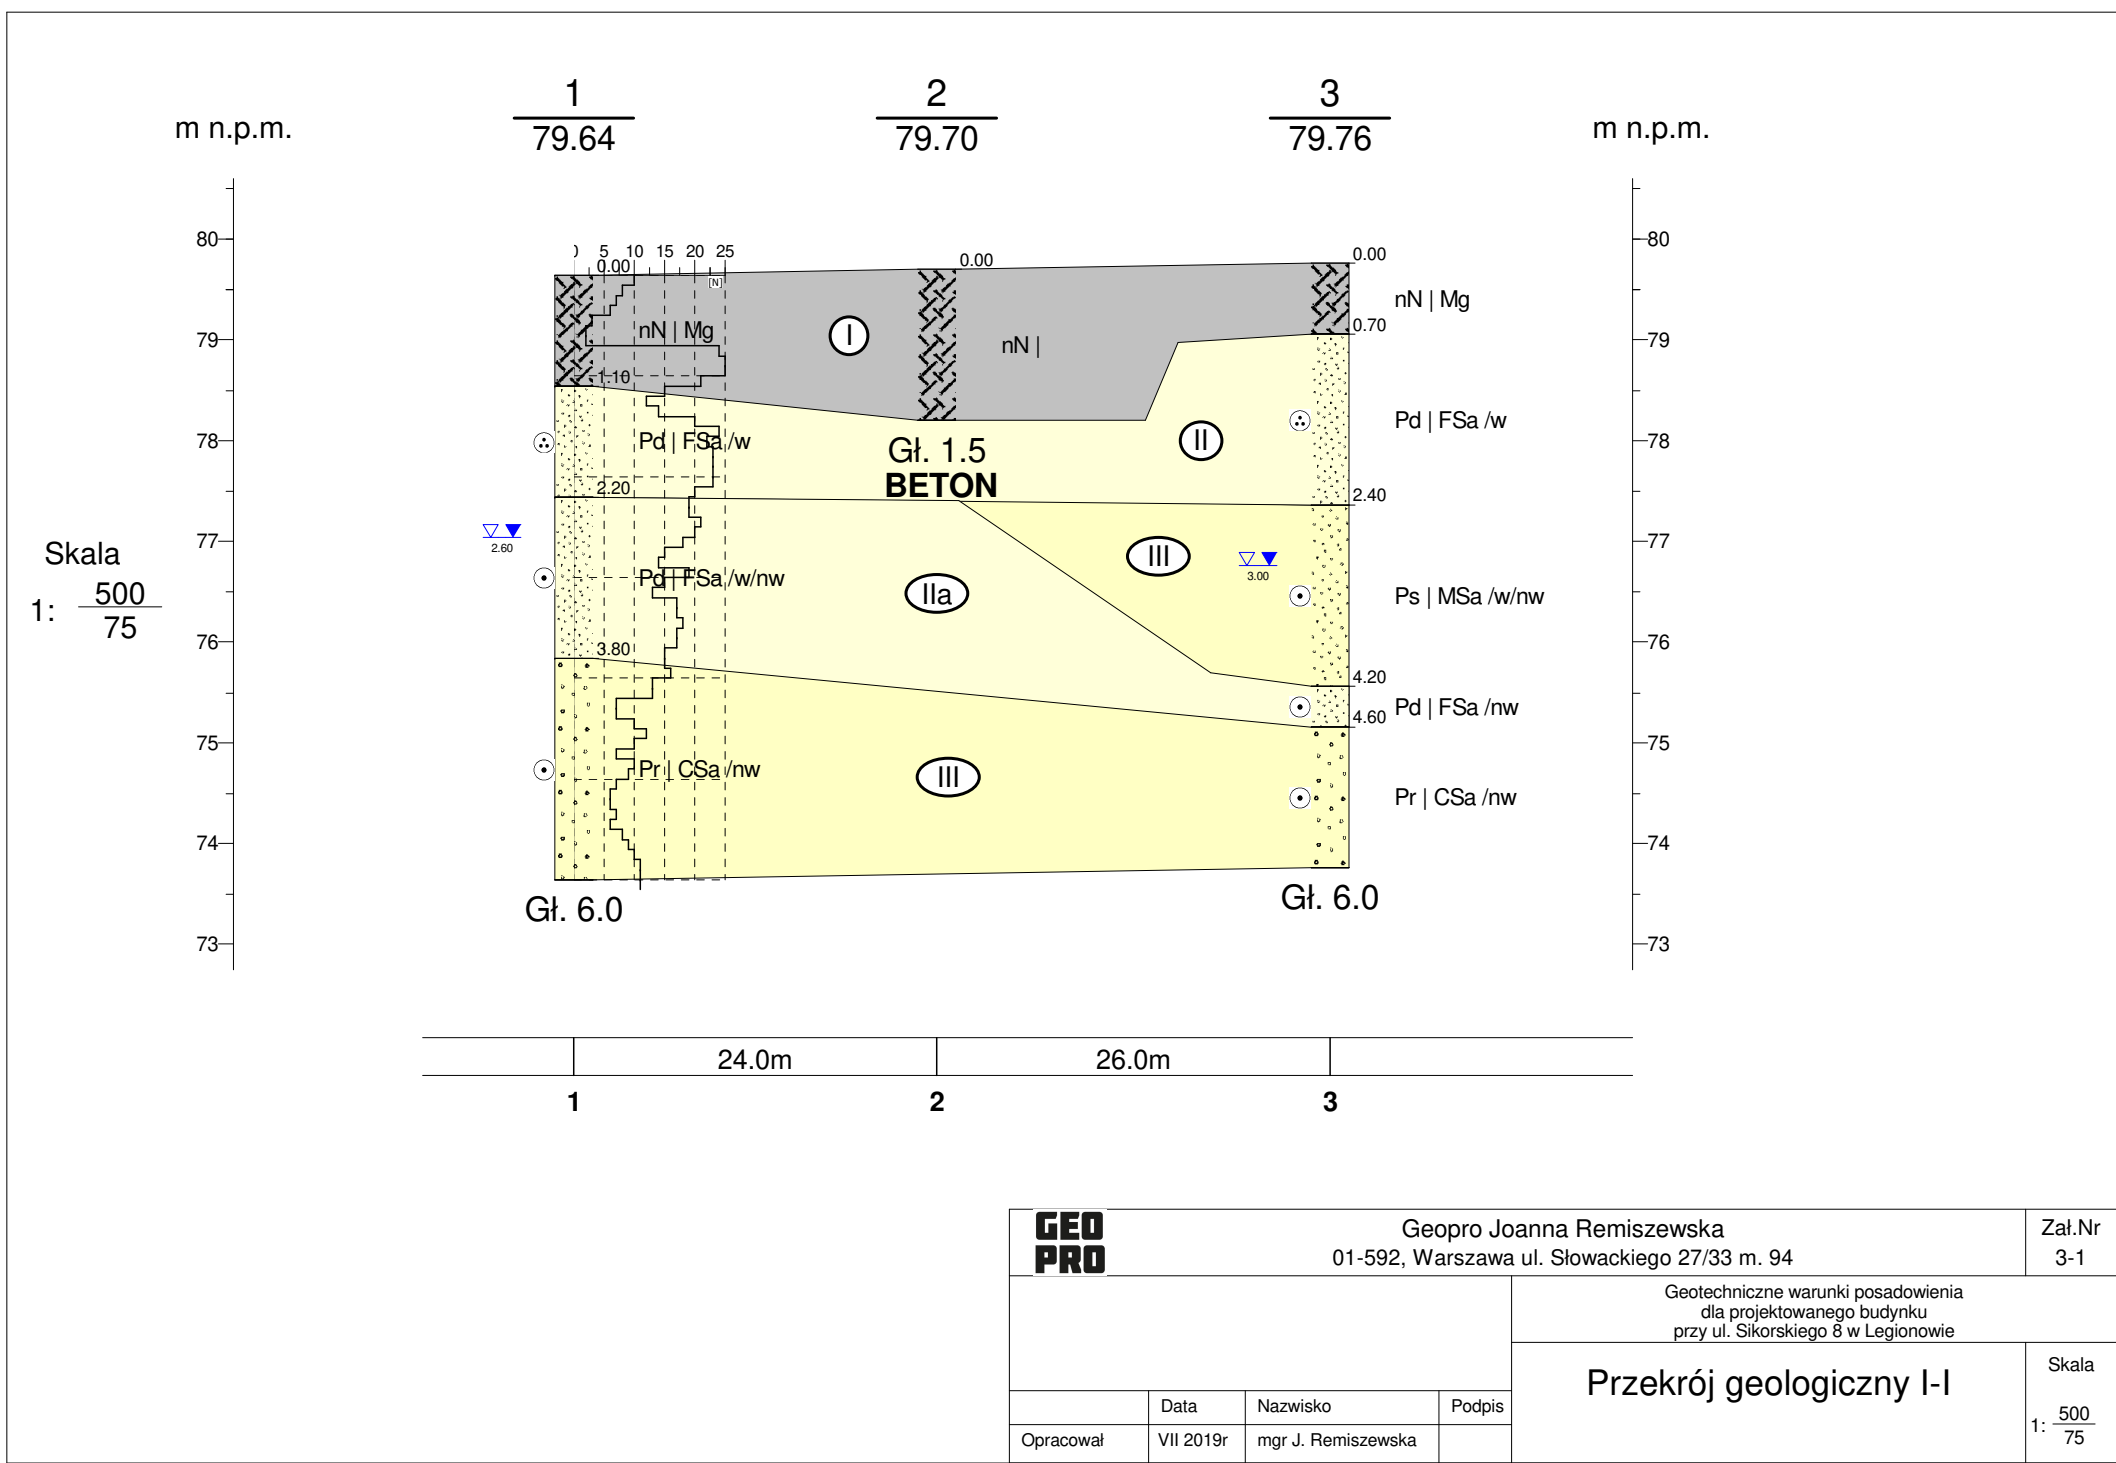 1
79.64
2
79.70
3
79.76
m n.p.m.
m n.p.m.
80
79
78
77
76
75
74
73
80
79
78
77
76
75
74
73
Skala
1: 500
75
0 5 10 15 20 25
[N]
0.00
nN | Mg
1.10
Pd | FSa /w
2.20
2.60
Pd | FSa /w/nw
3.80
Pr | CSa /nw
Gł. 6.0
I
0.00
nN |
Gł. 1.5
BETON
II
IIa
III
III
0.00
nN | Mg
0.70
Pd | FSa /w
2.40
3.00
Ps | MSa /w/nw
4.20
Pd | FSa /nw
4.60
Pr | CSa /nw
Gł. 6.0
24.0m
26.0m
1
2
3
GEO
PRO
Geopro Joanna Remiszewska
01-592, Warszawa ul. Słowackiego 27/33 m. 94
Zał.Nr
3-1
Geotechniczne warunki posadowienia
dla projektowanego budynku
przy ul. Sikorskiego 8 w Legionowie
Przekrój geologiczny I-I
Skala
1: 500
75
Data Nazwisko Podpis
Opracował VII 2019r mgr J. Remiszewska